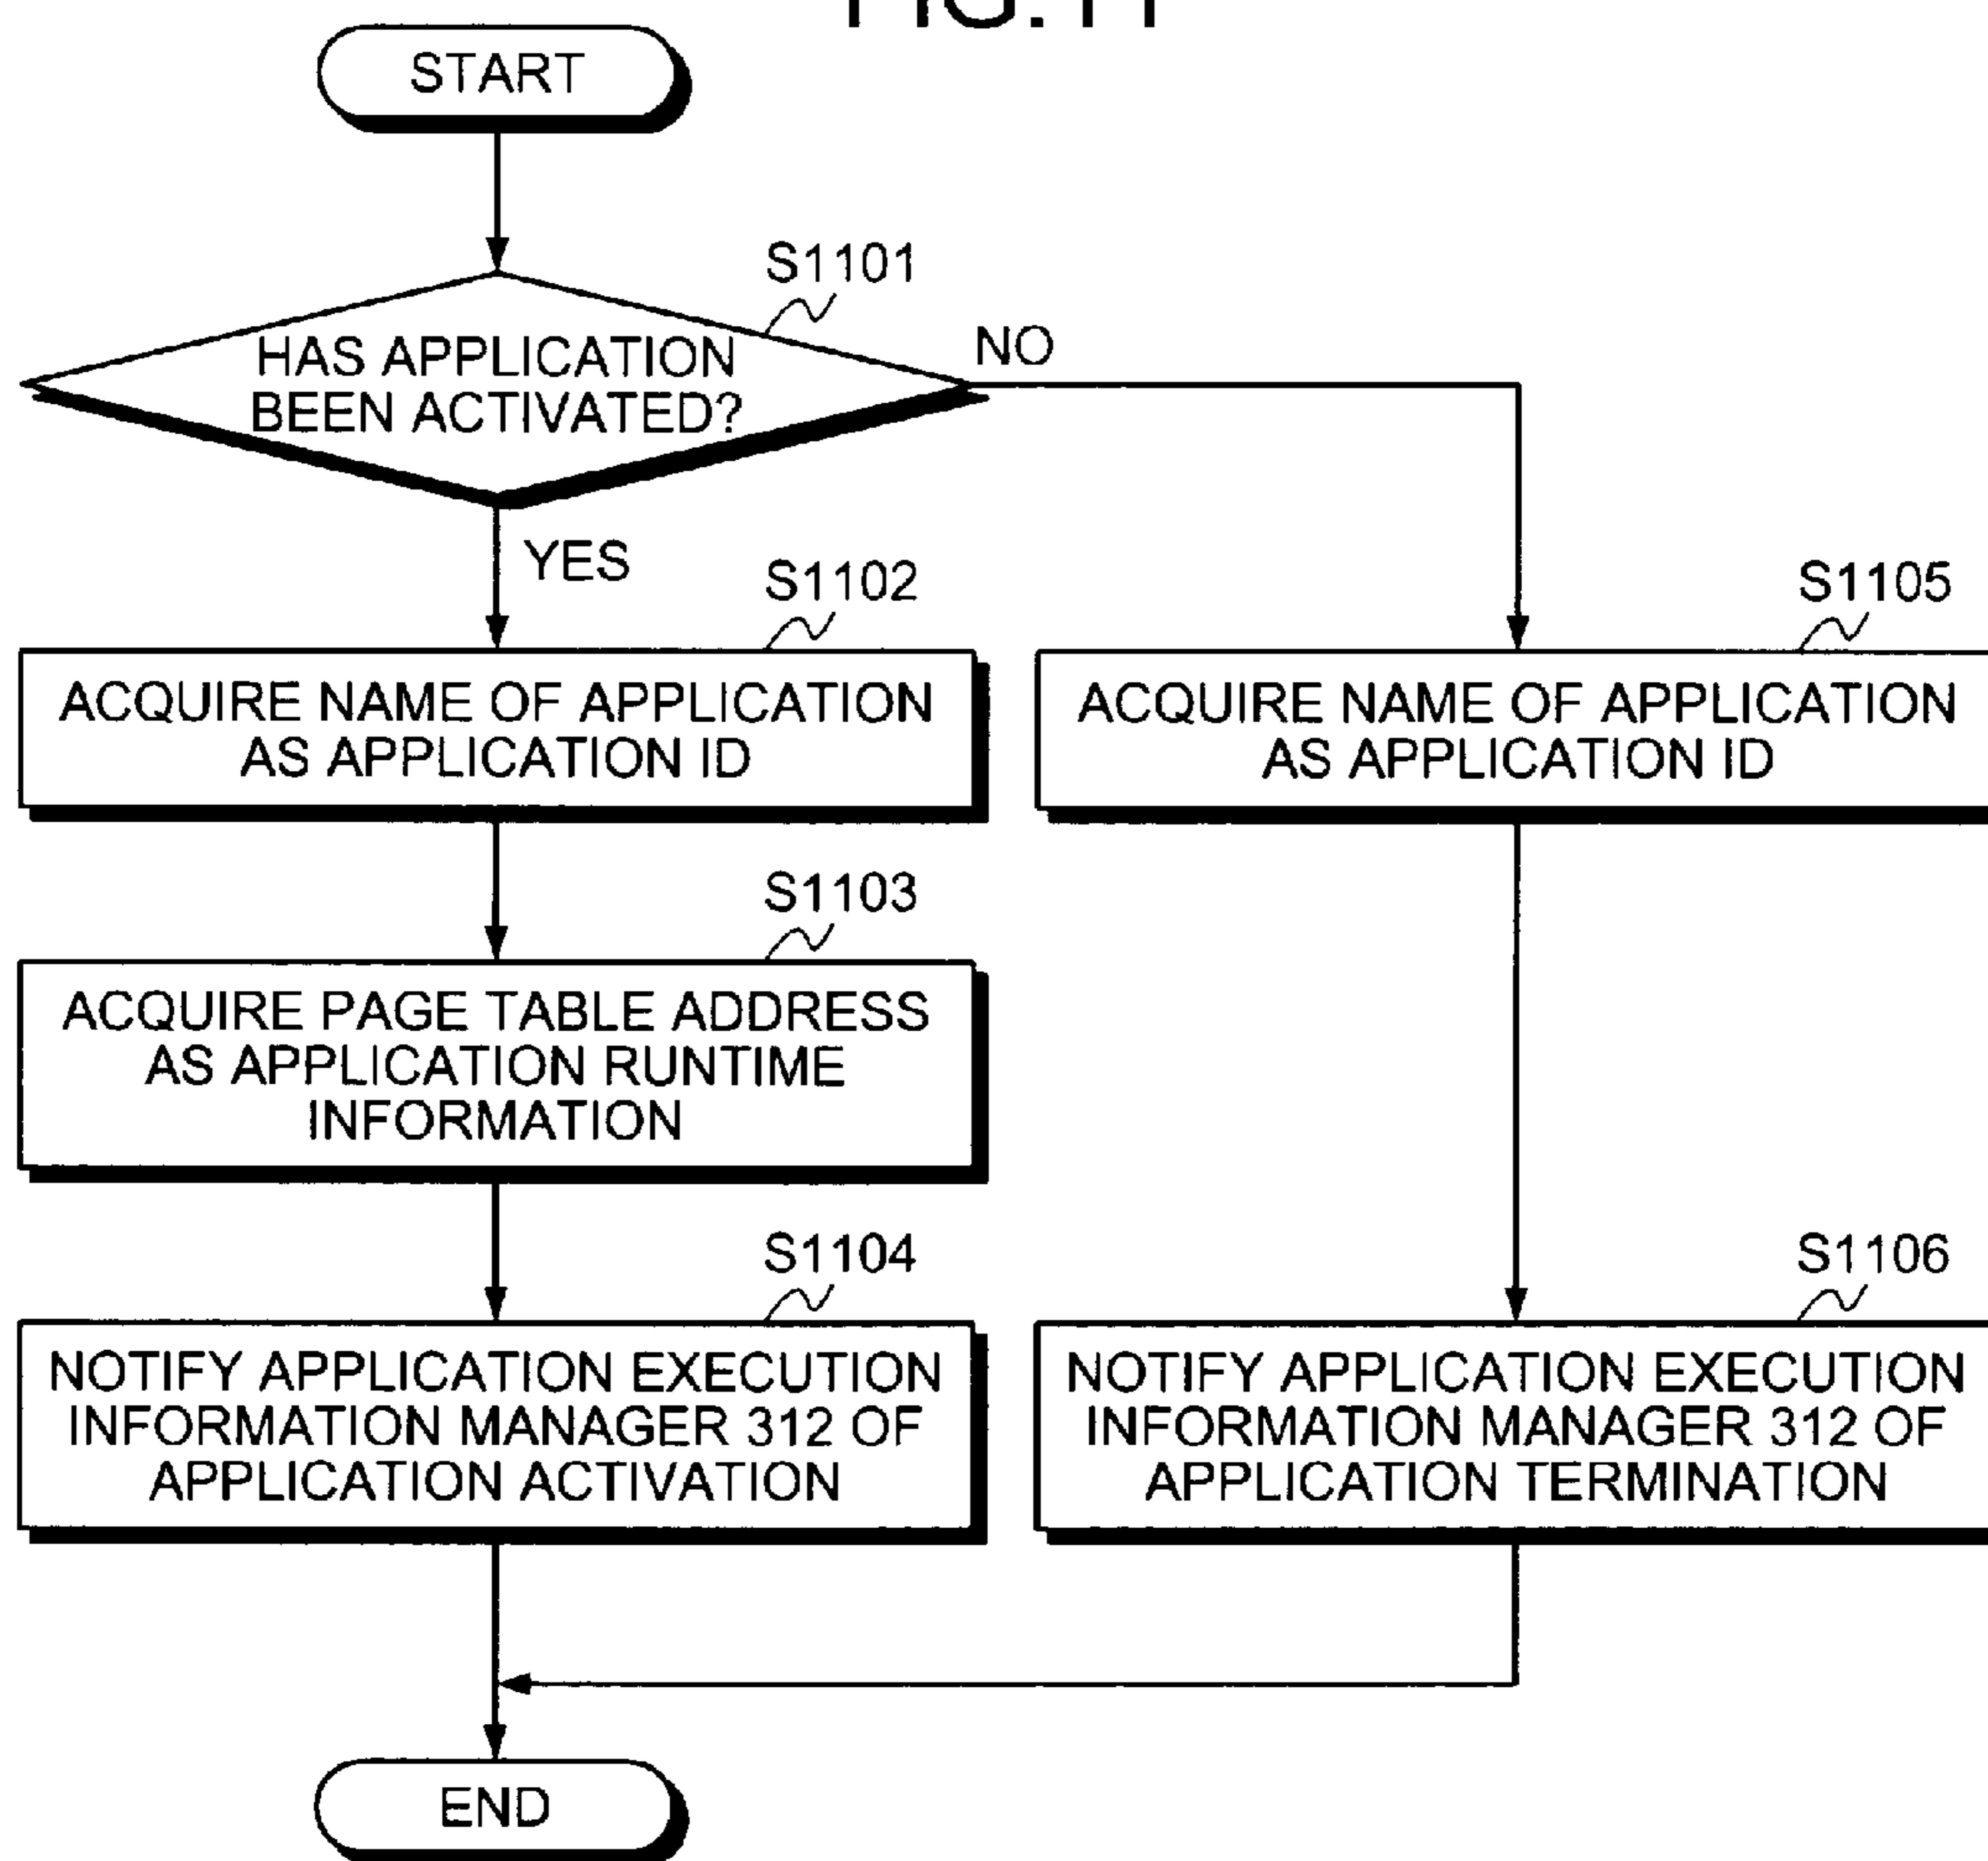 FIG.11
START
S1101
HAS APPLICATION
BEEN ACTIVATED?
NO
YES
S1102
ACQUIRE NAME OF APPLICATION
AS APPLICATION ID
S1105
ACQUIRE NAME OF APPLICATION
AS APPLICATION ID
S1103
ACQUIRE PAGE TABLE ADDRESS
AS APPLICATION RUNTIME
INFORMATION
S1104
NOTIFY APPLICATION EXECUTION
INFORMATION MANAGER 312 OF
APPLICATION ACTIVATION
S1106
NOTIFY APPLICATION EXECUTION
INFORMATION MANAGER 312 OF
APPLICATION TERMINATION
END